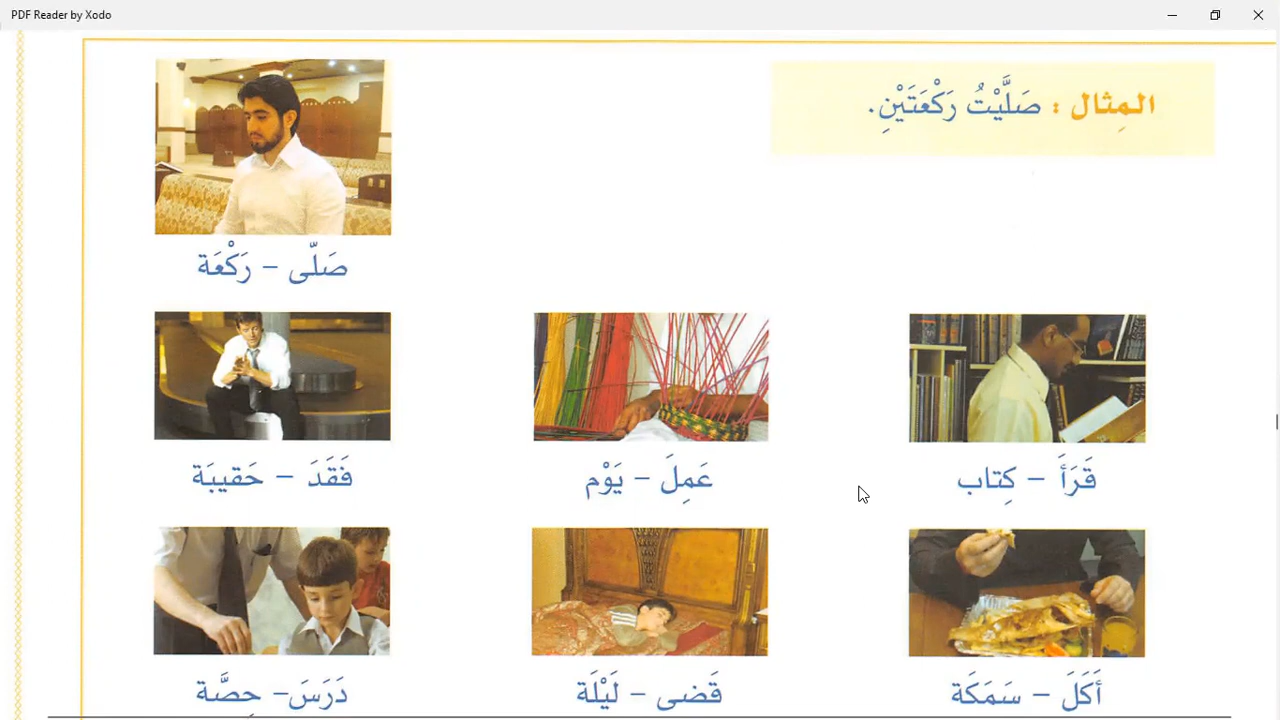 PDF Reader by Xodo
المِثال : صَلَّيْتُ رَكْعَتَيْنِ.
صَلّى – رَكْعَة
قَرَأَ – كِتاب
عَمِلَ – يَوْم
فَقَدَ – حَقيبَة
أَكَلَ – سَمَكَة
قَضى – لَيْلَة
دَرَسَ– حِصَّة